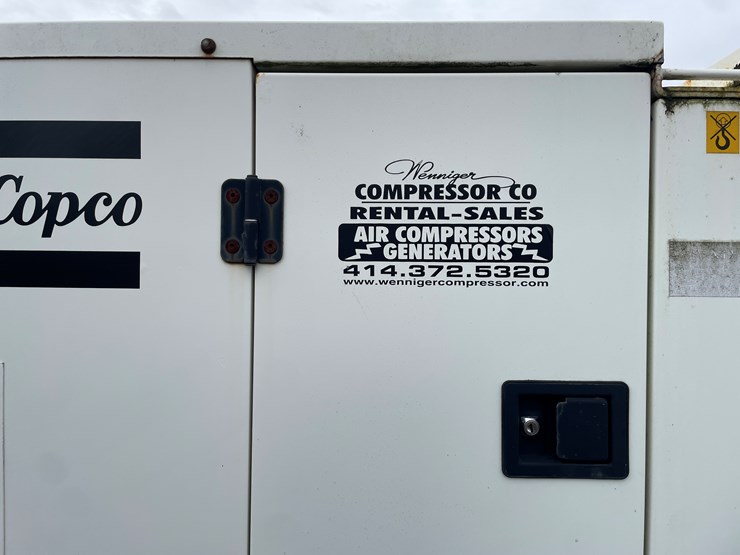 Copco
Wenniger
COMPRESSOR CO
RENTAL-SALES
AIR COMPRESSORS
GENERATORS
414.372.5320
www.wennigercompressor.com